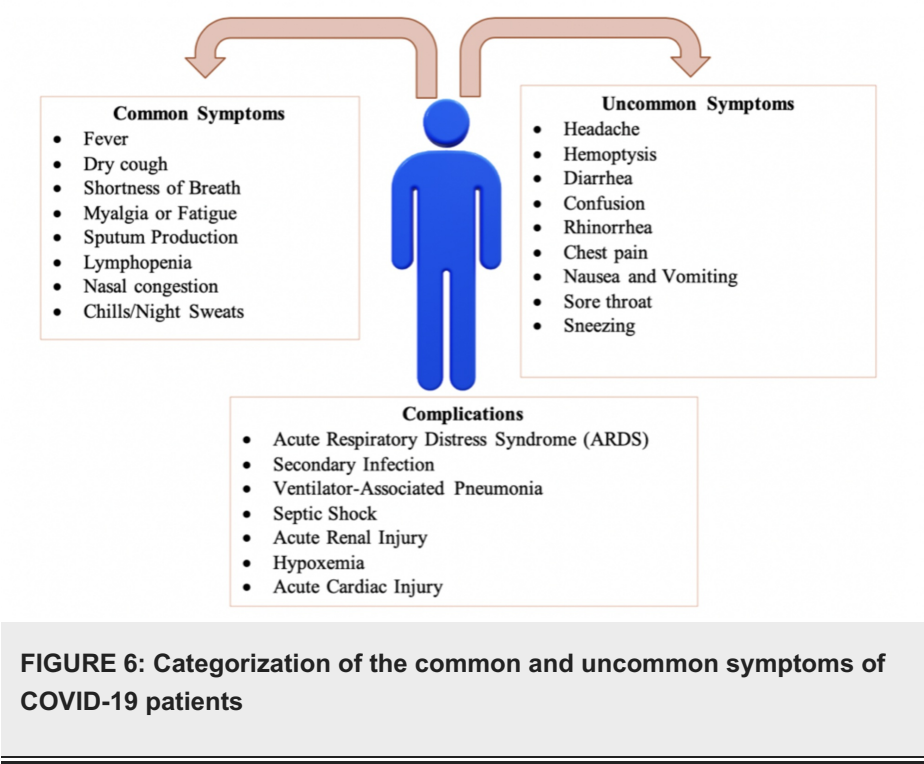 Common Symptoms
• Fever
• Dry cough
• Shortness of Breath
• Myalgia or Fatigue
• Sputum Production
• Lymphopenia
• Nasal congestion
• Chills/Night Sweats
Uncommon Symptoms
• Headache
• Hemoptysis
• Diarrhea
• Confusion
• Rhinorrhea
• Chest pain
• Nausea and Vomiting
• Sore throat
• Sneezing
Complications
• Acute Respiratory Distress Syndrome (ARDS)
• Secondary Infection
• Ventilator-Associated Pneumonia
• Septic Shock
• Acute Renal Injury
• Hypoxemia
• Acute Cardiac Injury
FIGURE 6: Categorization of the common and uncommon symptoms of
COVID-19 patients